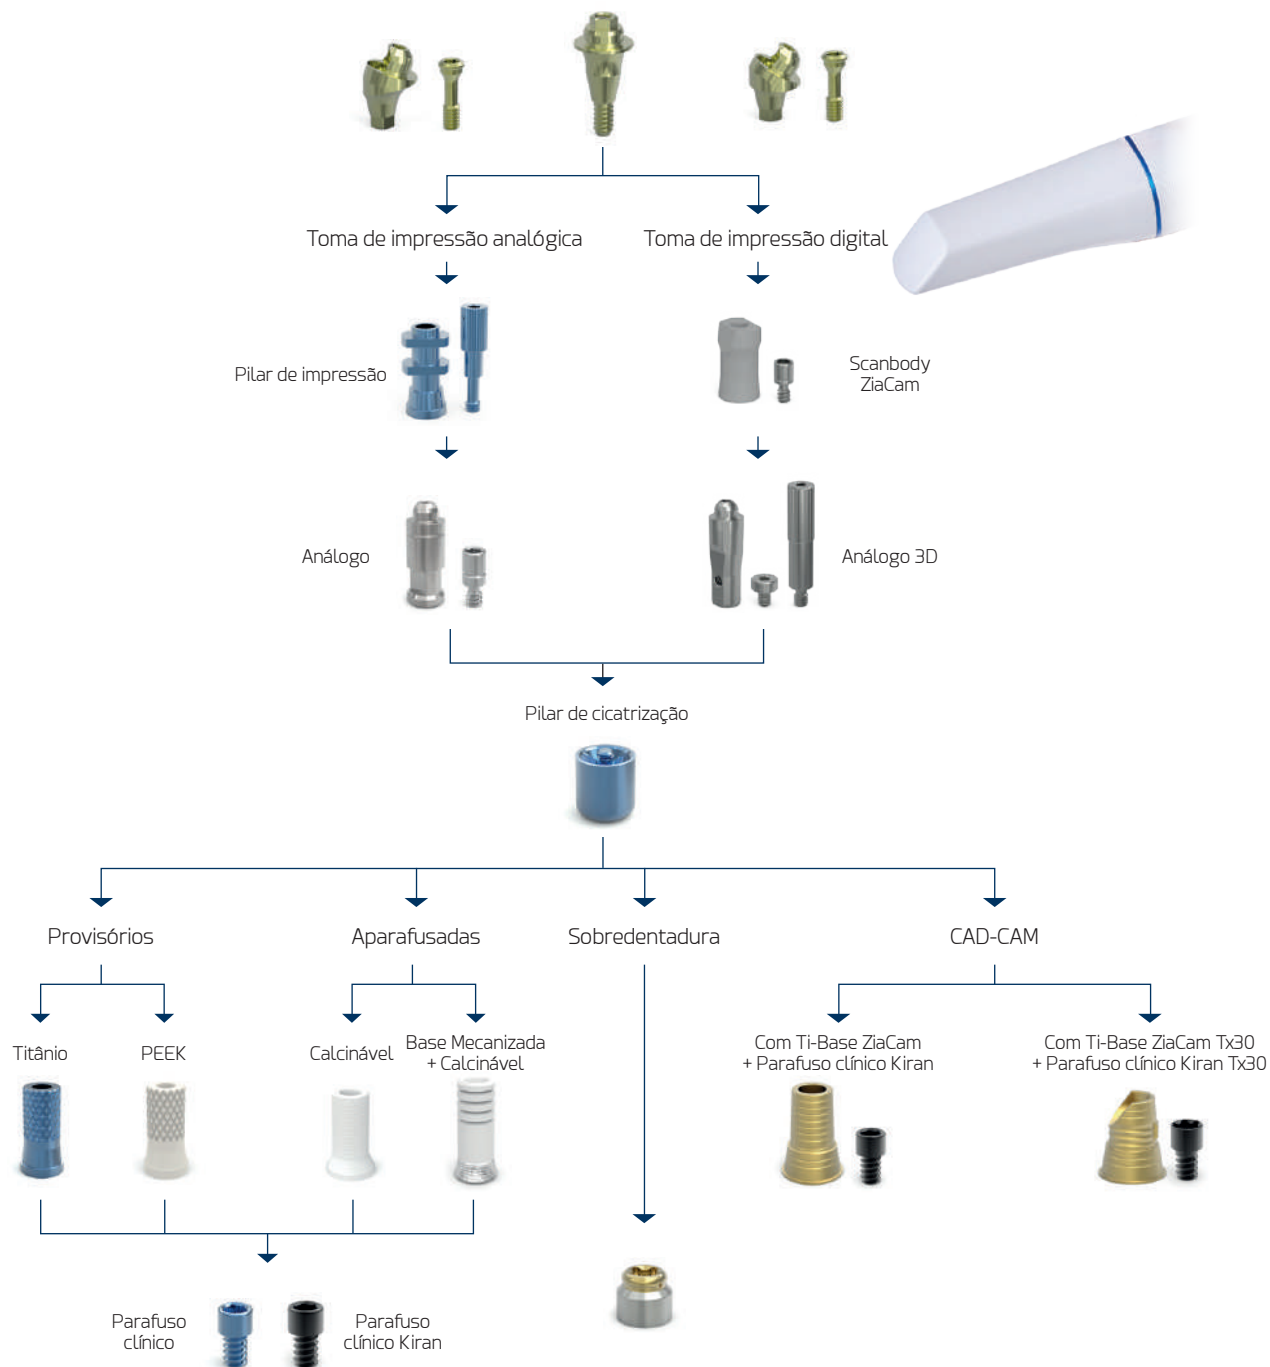 Toma de impressão analógica
Toma de impressão digital
Pilar de impressão
Scanbody
ZiaCam
Análogo
Análogo 3D
Pilar de cicatrização
Provisórios
Aparafusadas
Sobredentadura
CAD-CAM
Titânio
PEEK
Calcinável
Base Mecanizada
+ Calcinável
Com Ti-Base ZiaCam
+ Parafuso clínico Kiran
Com Ti-Base ZiaCam Tx30
+ Parafuso clínico Kiran Tx30
Parafuso
clínico
Parafuso
clínico Kiran